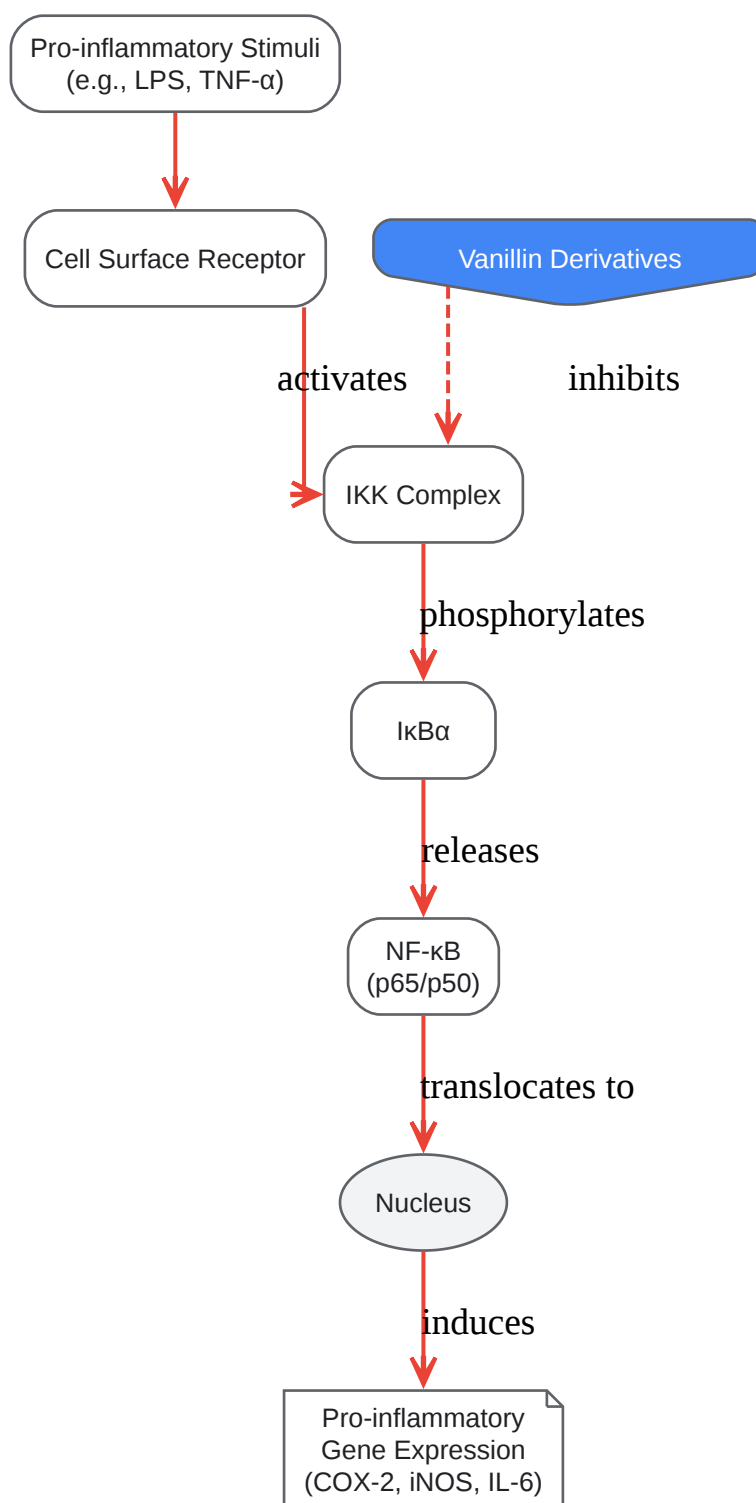 Pro-inflammatory Stimuli
(e.g., LPS, TNF-α)
Cell Surface Receptor
Vanillin Derivatives
activates
inhibits
IKK Complex
phosphorylates
IκBα
releases
NF-κB
(p65/p50)
translocates to
Nucleus
induces
Pro-inflammatory
Gene Expression
(COX-2, iNOS, IL-6)